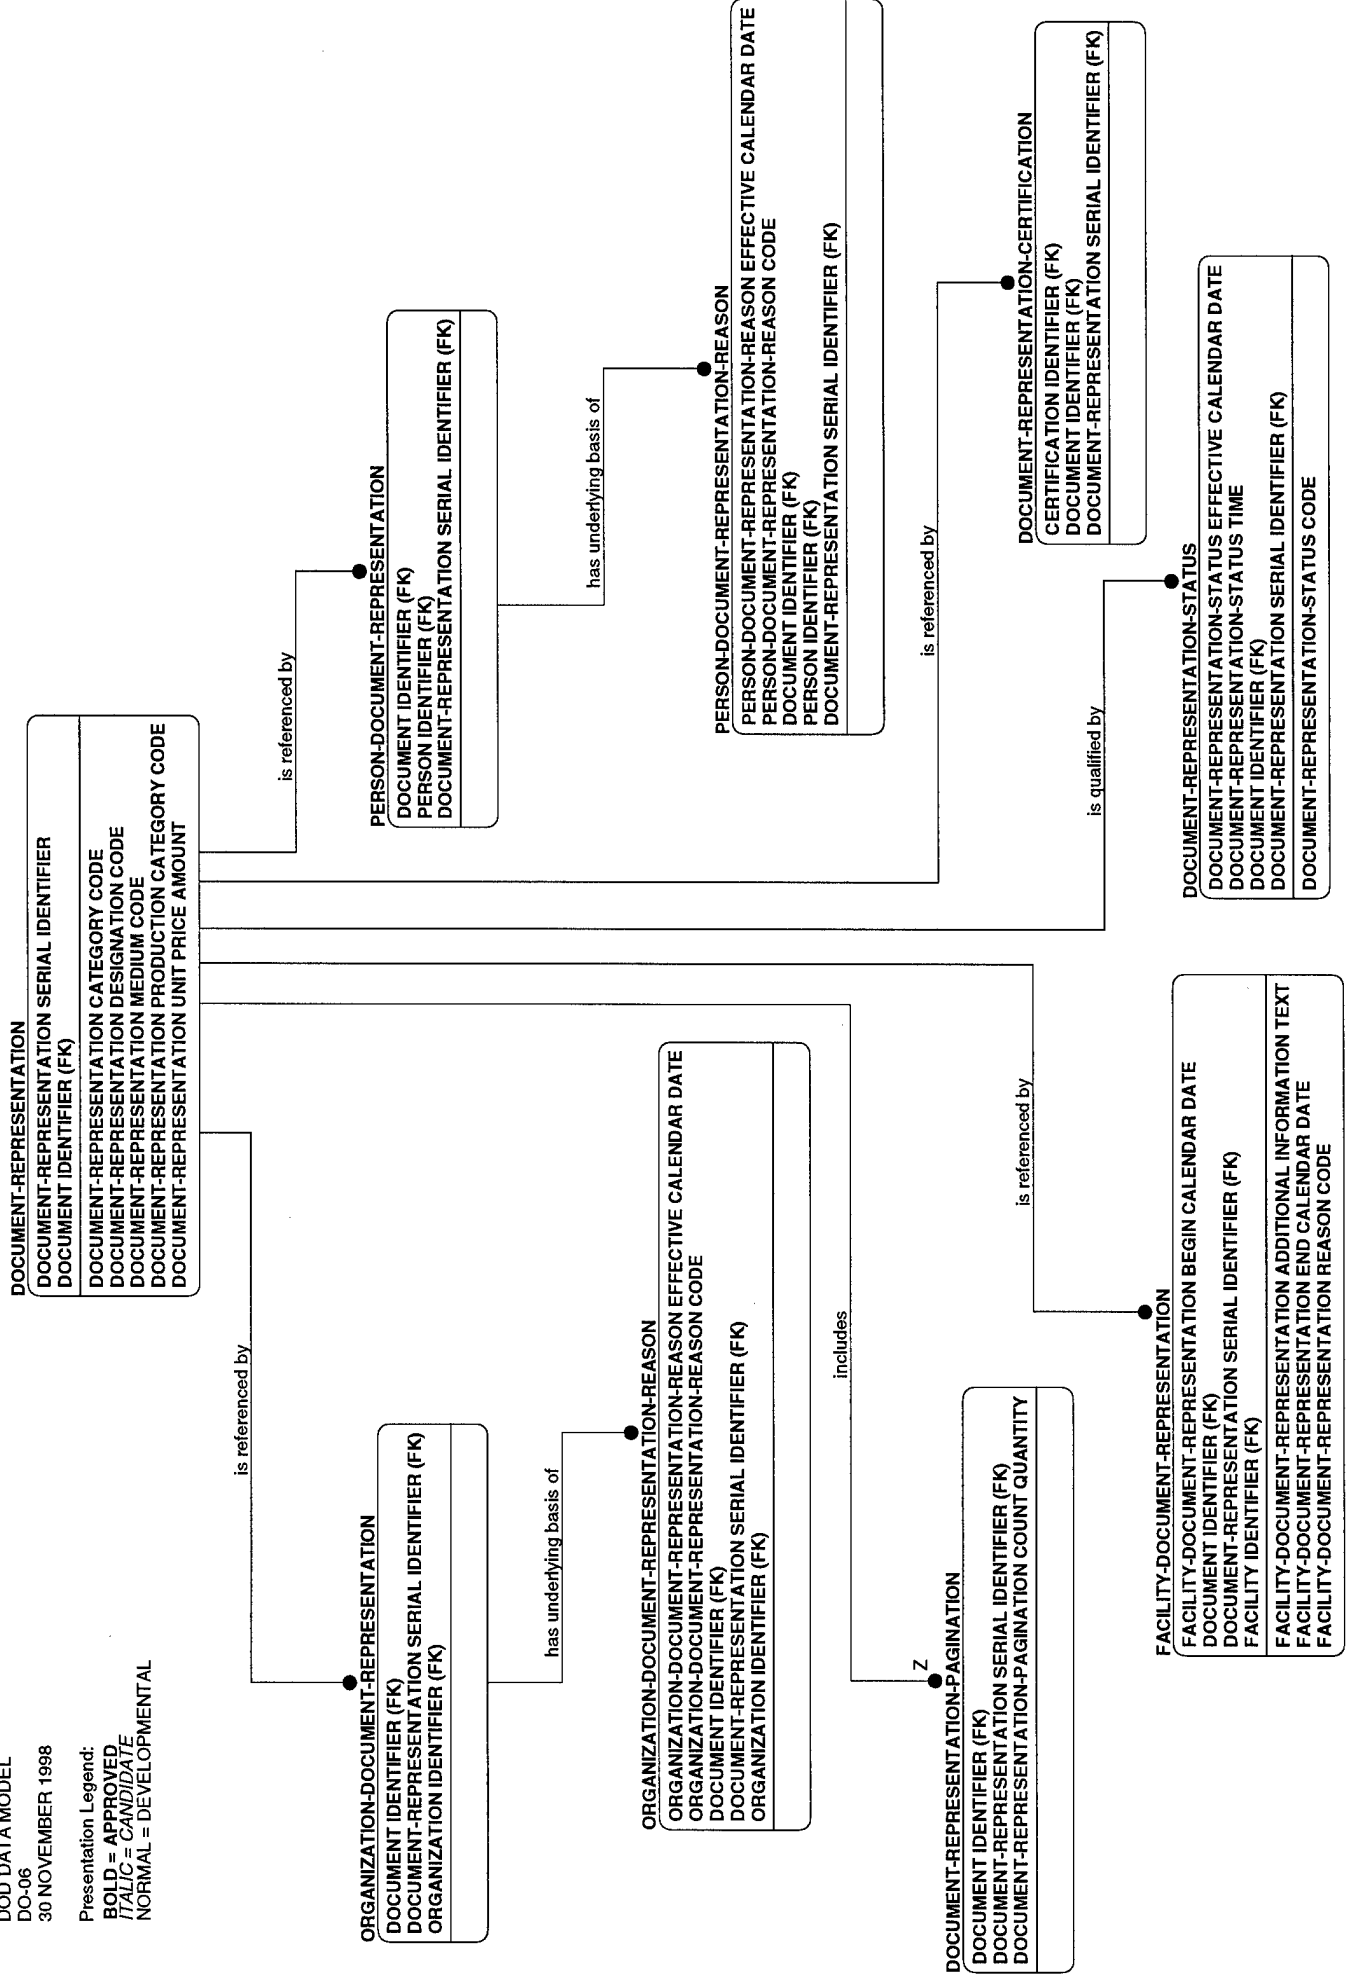 DOD DATA MODEL
DO-06
30 NOVEMBER 1998
Presentation Legend:
BOLD = APPROVED
ITALIC = CANDIDATE
NORMAL = DEVELOPMENTAL
DOCUMENT-REPRESENTATION
DOCUMENT-REPRESENTATION SERIAL IDENTIFIER
DOCUMENT IDENTIFIER (FK)
DOCUMENT-REPRESENTATION CATEGORY CODE
DOCUMENT-REPRESENTATION DESIGNATION CODE
DOCUMENT-REPRESENTATION MEDIUM CODE
DOCUMENT-REPRESENTATION PRODUCTION CATEGORY CODE
DOCUMENT-REPRESENTATION UNIT PRICE AMOUNT
is referenced by
is referenced by
ORGANIZATION-DOCUMENT-REPRESENTATION
DOCUMENT IDENTIFIER (FK)
DOCUMENT-REPRESENTATION SERIAL IDENTIFIER (FK)
ORGANIZATION IDENTIFIER (FK)
PERSON-DOCUMENT-REPRESENTATION
DOCUMENT IDENTIFIER (FK)
PERSON IDENTIFIER (FK)
DOCUMENT-REPRESENTATION SERIAL IDENTIFIER (FK)
has underlying basis of
has underlying basis of
ORGANIZATION-DOCUMENT-REPRESENTATION-REASON
ORGANIZATION-DOCUMENT-REPRESENTATION-REASON EFFECTIVE CALENDAR DATE
ORGANIZATION-DOCUMENT-REPRESENTATION-REASON CODE
DOCUMENT IDENTIFIER (FK)
DOCUMENT-REPRESENTATION SERIAL IDENTIFIER (FK)
ORGANIZATION IDENTIFIER (FK)
PERSON-DOCUMENT-REPRESENTATION-REASON
PERSON-DOCUMENT-REPRESENTATION-REASON EFFECTIVE CALENDAR DATE
PERSON-DOCUMENT-REPRESENTATION-REASON CODE
DOCUMENT IDENTIFIER (FK)
PERSON IDENTIFIER (FK)
DOCUMENT-REPRESENTATION SERIAL IDENTIFIER (FK)
includes
is referenced by
Z
DOCUMENT-REPRESENTATION-PAGINATION
DOCUMENT IDENTIFIER (FK)
DOCUMENT-REPRESENTATION SERIAL IDENTIFIER (FK)
DOCUMENT-REPRESENTATION-PAGINATION COUNT QUANTITY
is referenced by
DOCUMENT-REPRESENTATION-CERTIFICATION
CERTIFICATION IDENTIFIER (FK)
DOCUMENT IDENTIFIER (FK)
DOCUMENT-REPRESENTATION SERIAL IDENTIFIER (FK)
is qualified by
FACILITY-DOCUMENT-REPRESENTATION
FACILITY-DOCUMENT-REPRESENTATION BEGIN CALENDAR DATE
DOCUMENT IDENTIFIER (FK)
DOCUMENT-REPRESENTATION SERIAL IDENTIFIER (FK)
FACILITY IDENTIFIER (FK)
FACILITY-DOCUMENT-REPRESENTATION ADDITIONAL INFORMATION TEXT
FACILITY-DOCUMENT-REPRESENTATION END CALENDAR DATE
FACILITY-DOCUMENT-REPRESENTATION REASON CODE
DOCUMENT-REPRESENTATION-STATUS
DOCUMENT-REPRESENTATION-STATUS EFFECTIVE CALENDAR DATE
DOCUMENT-REPRESENTATION-STATUS TIME
DOCUMENT IDENTIFIER (FK)
DOCUMENT-REPRESENTATION SERIAL IDENTIFIER (FK)
DOCUMENT-REPRESENTATION-STATUS CODE